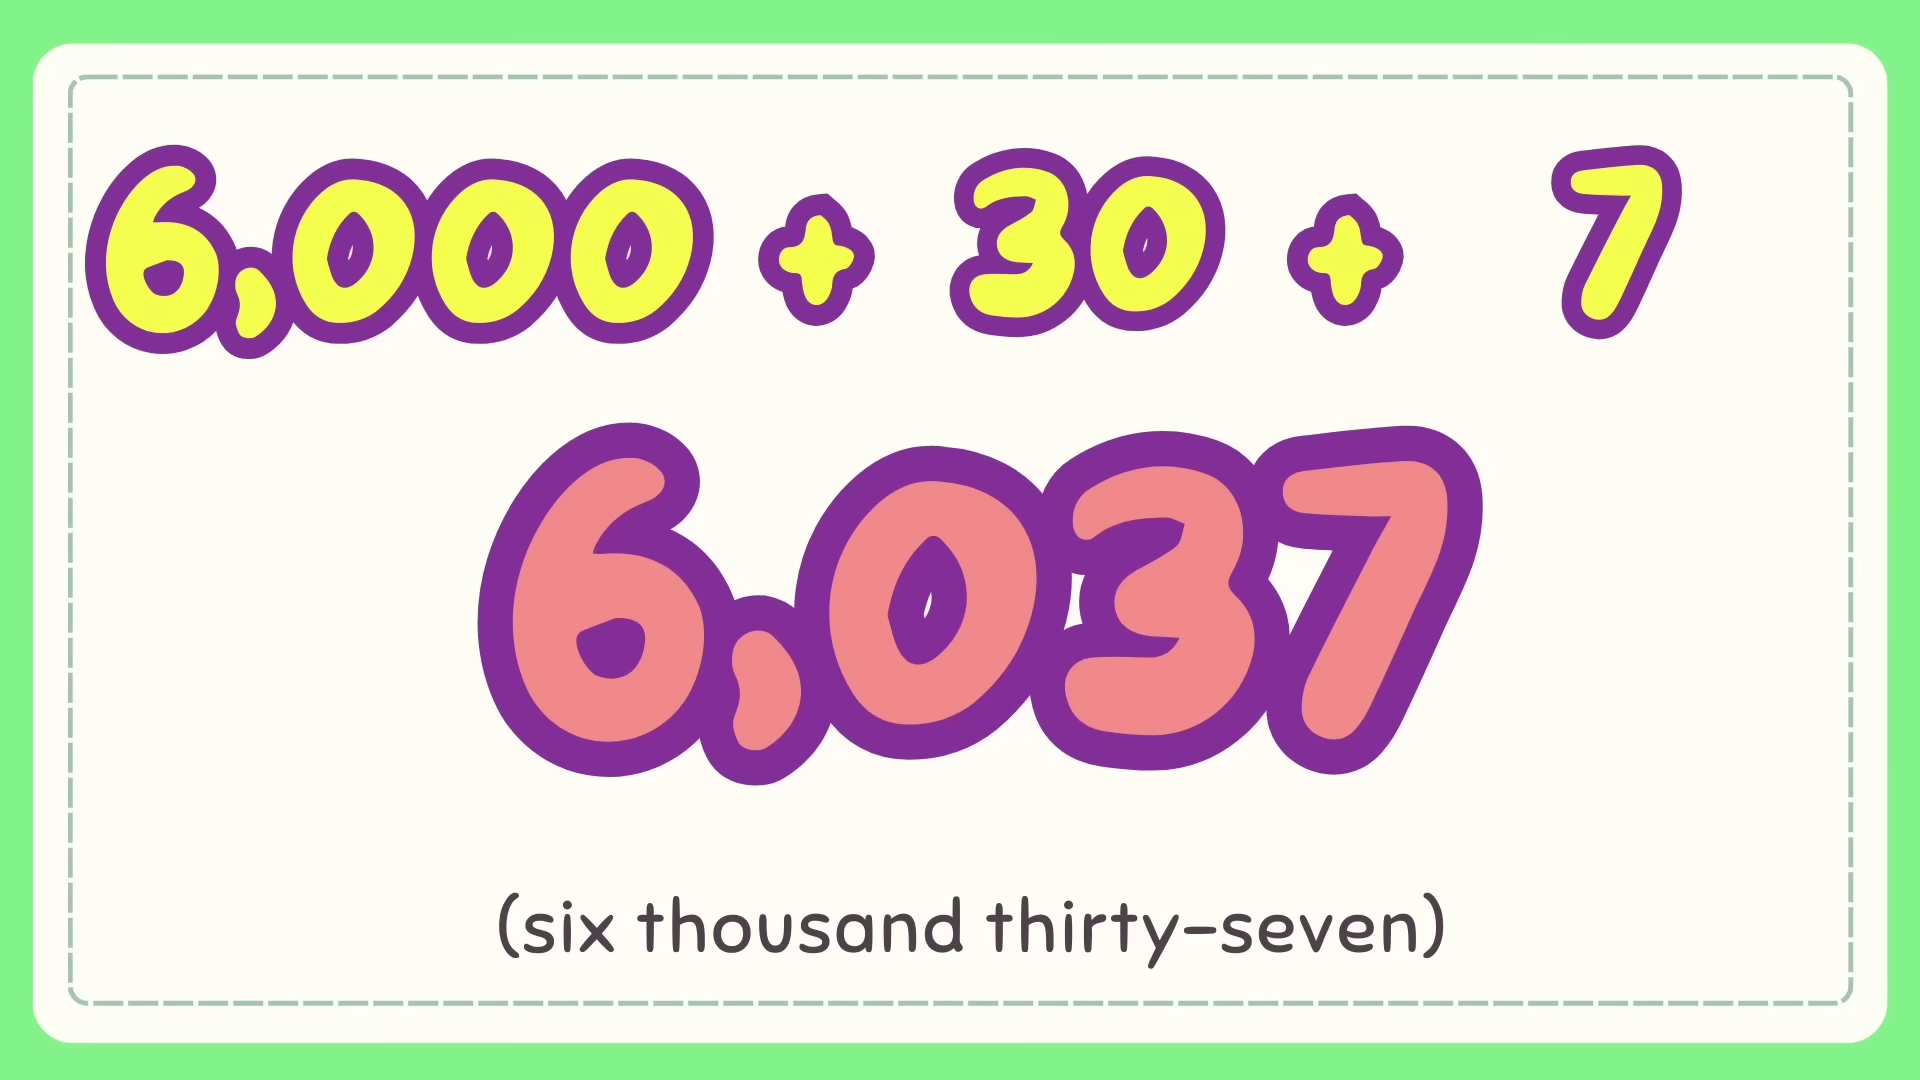 6,000 + 30 + 7
6,037
(six thousand thirty-seven)